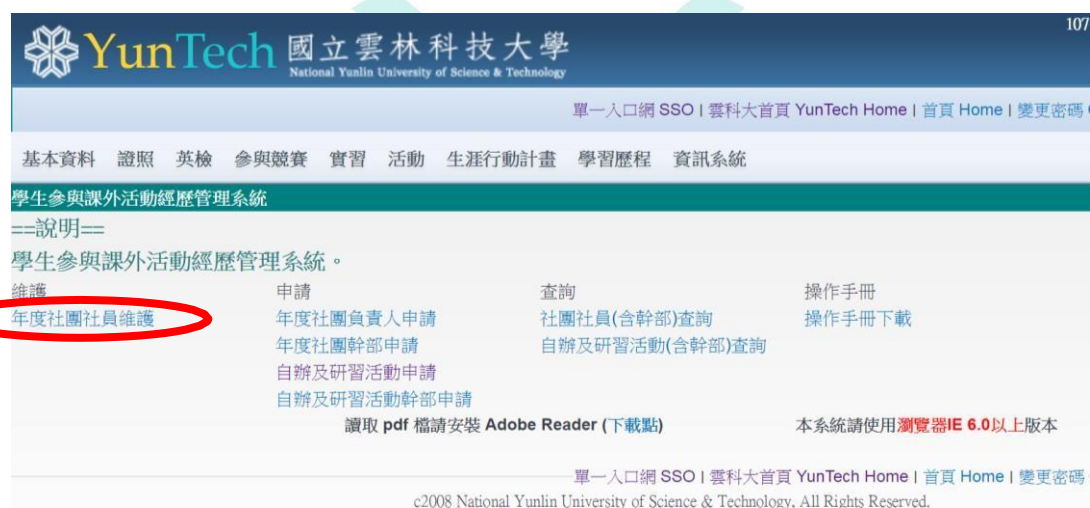 107
YunTech 國立雲林科技大學
National Yunlin University of Science & Technology
單一入口網 SSO | 雲科大首頁 YunTech Home | 首頁 Home | 變更密碼
基本資料 證照 英檢 參與競賽 實習 活動 生涯行動計畫 學習歷程 資訊系統
學生參與課外活動經歷管理系統
==說明==
學生參與課外活動經歷管理系統。
維護 申請 查詢 操作手冊
年度社團社員維護 年度社團負責人申請 社團社員(含幹部)查詢 操作手冊下載
年度社團幹部申請 自辦及研習活動(含幹部)查詢
自辦及研習活動申請
自辦及研習活動幹部申請
讀取 pdf 檔請安裝 Adobe Reader (下載點) 本系統請使用瀏覽器IE 6.0以上版本
單一入口網 SSO | 雲科大首頁 YunTech Home | 首頁 Home | 變更密碼
c2008 National Yunlin University of Science & Technology. All Rights Reserved.